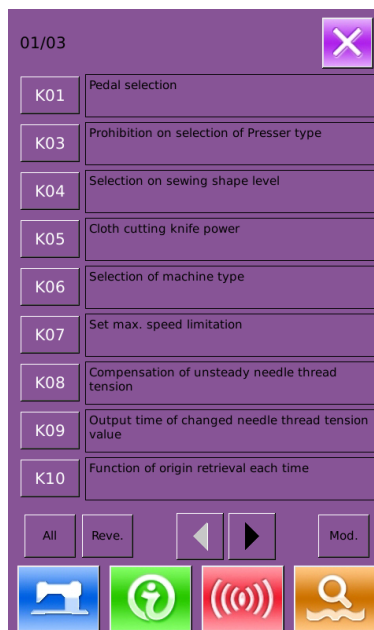 01/03
K01 Pedal selection
K03 Prohibition on selection of Presser type
K04 Selection on sewing shape level
K05 Cloth cutting knife power
K06 Selection of machine type
K07 Set max. speed limitation
K08 Compensation of unsteady needle thread
tension
K09 Output time of changed needle thread tension
value
K10 Function of origin retrieval each time
All Reve. Mod.